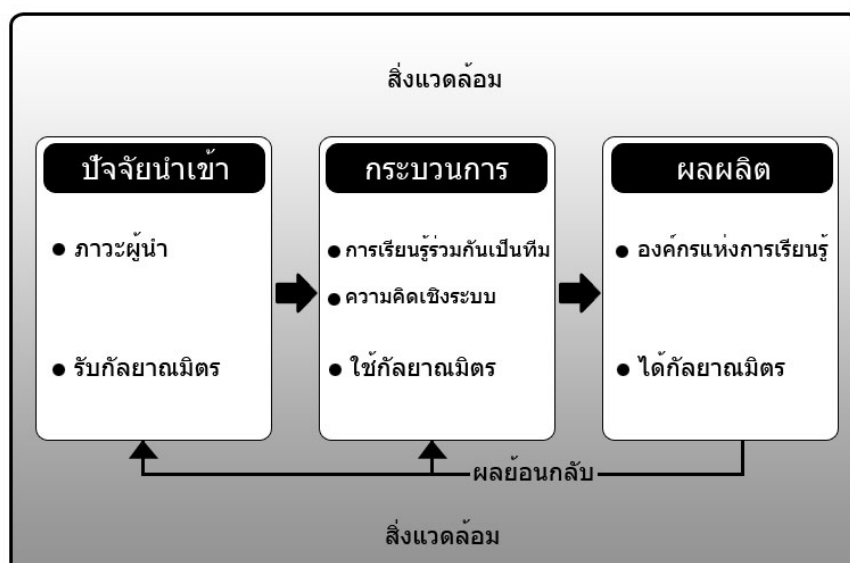 สิ่งแวดล้อม
ปัจจัยนำเข้า
● ภาวะผู้นำ
● รับกัลยาณมิตร
กระบวนการ
● การเรียนรู้ร่วมกันเป็นทีม
● ความคิดเชิงระบบ
● ใช้กัลยาณมิตร
ผลผลิต
● องค์กรแห่งการเรียนรู้
● ได้กัลยาณมิตร
ผลย้อนกลับ
สิ่งแวดล้อม